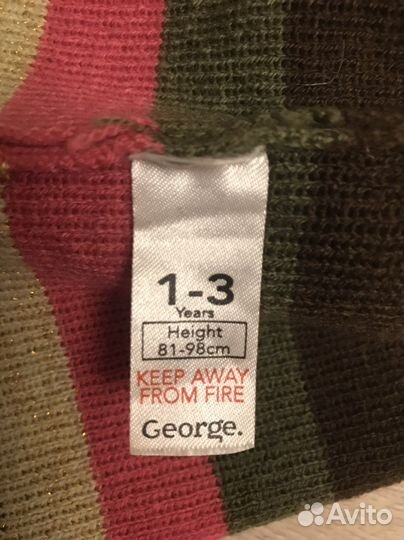 1-3
Years
Height
81-98cm
KEEP AWAY
FROM FIRE
George.
Avito